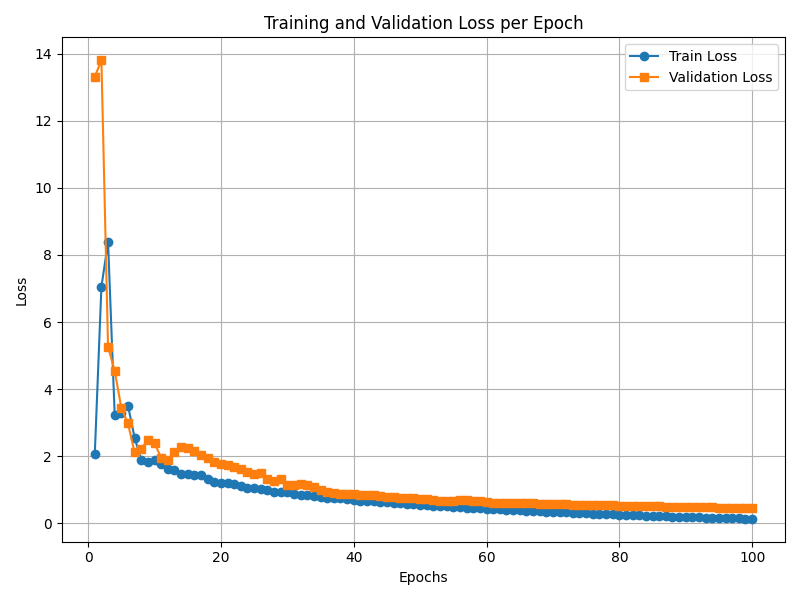 Training and Validation Loss per Epoch
Train Loss
Validation Loss
14
12
10
8
6
4
2
0
Loss
0 20 40 60 80 100
Epochs